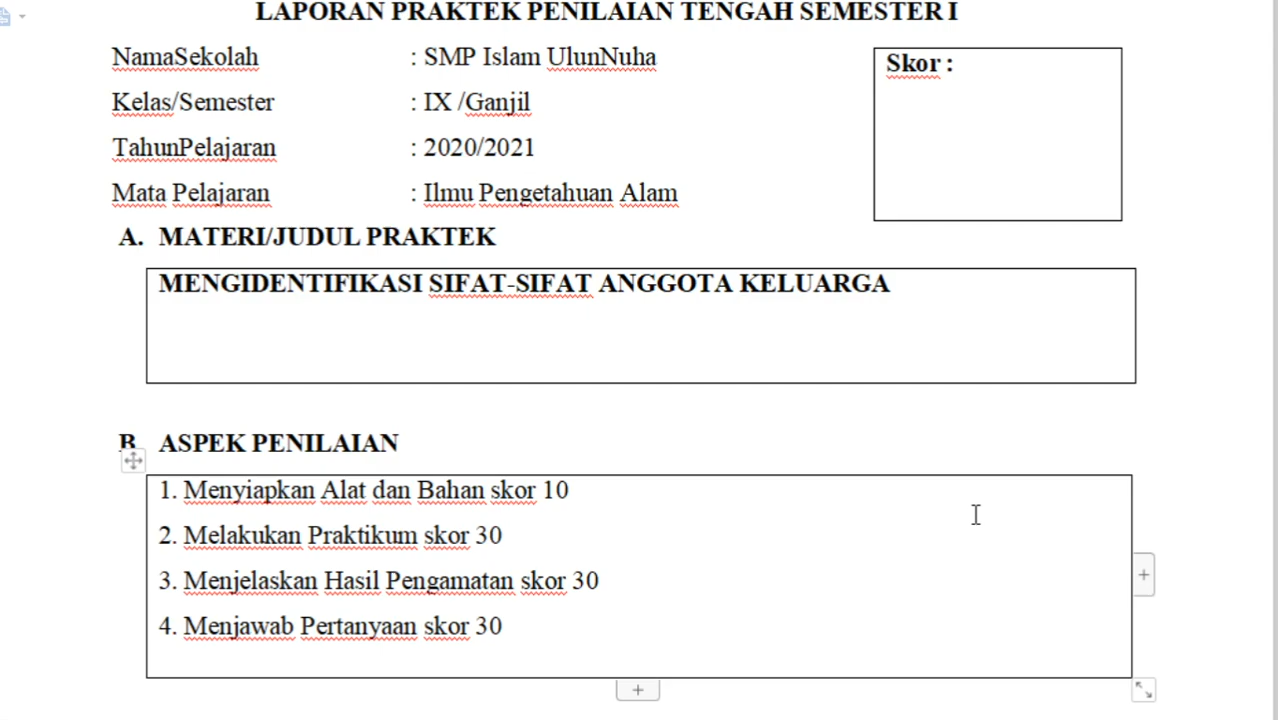 LAPORAN PRAKTEK PENILAIAN TENGAH SEMESTER I
NamaSekolah : SMP Islam UlunNuha
Skor :
Kelas/Semester : IX /Ganjil
TahunPelajaran : 2020/2021
Mata Pelajaran : Ilmu Pengetahuan Alam
A. MATERI/JUDUL PRAKTEK
MENGIDENTIFIKASI SIFAT-SIFAT ANGGOTA KELUARGA
B ASPEK PENILAIAN
1. Menyiapkan Alat dan Bahan skor 10
2. Melakukan Praktikum skor 30
3. Menjelaskan Hasil Pengamatan skor 30
4. Menjawab Pertanyaan skor 30